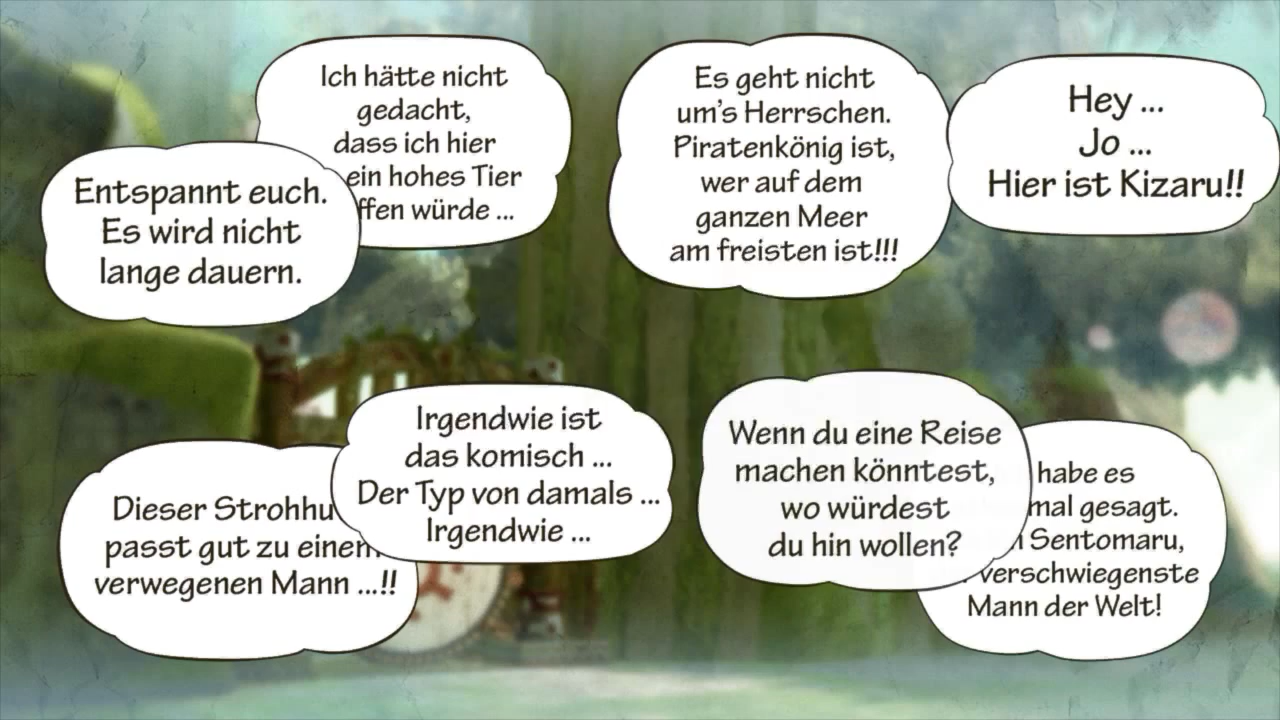 Ich hätte nicht
gedacht,
dass ich hier
ein hohes Tier
würde ...
Entspannt euch.
Es wird nicht
lange dauern.
Es geht nicht
um's Herrschen.
Piratenkönig ist,
wer auf dem
ganzen Meer
am freisten ist!!!
Hey ...
Jo ...
Hier ist Kizaru!!
Dieser
passt gut zu einem
verwegenen Mann ...!!
Irgendwie ist
das komisch ...
Der Typ von damals ...
Irgendwie ...
Wenn du eine Reise
machen könntest,
wo würdest
du hin wollen?
habe es
gesagt.
Sentomaru,
verschwiegenste
Mann der Welt!